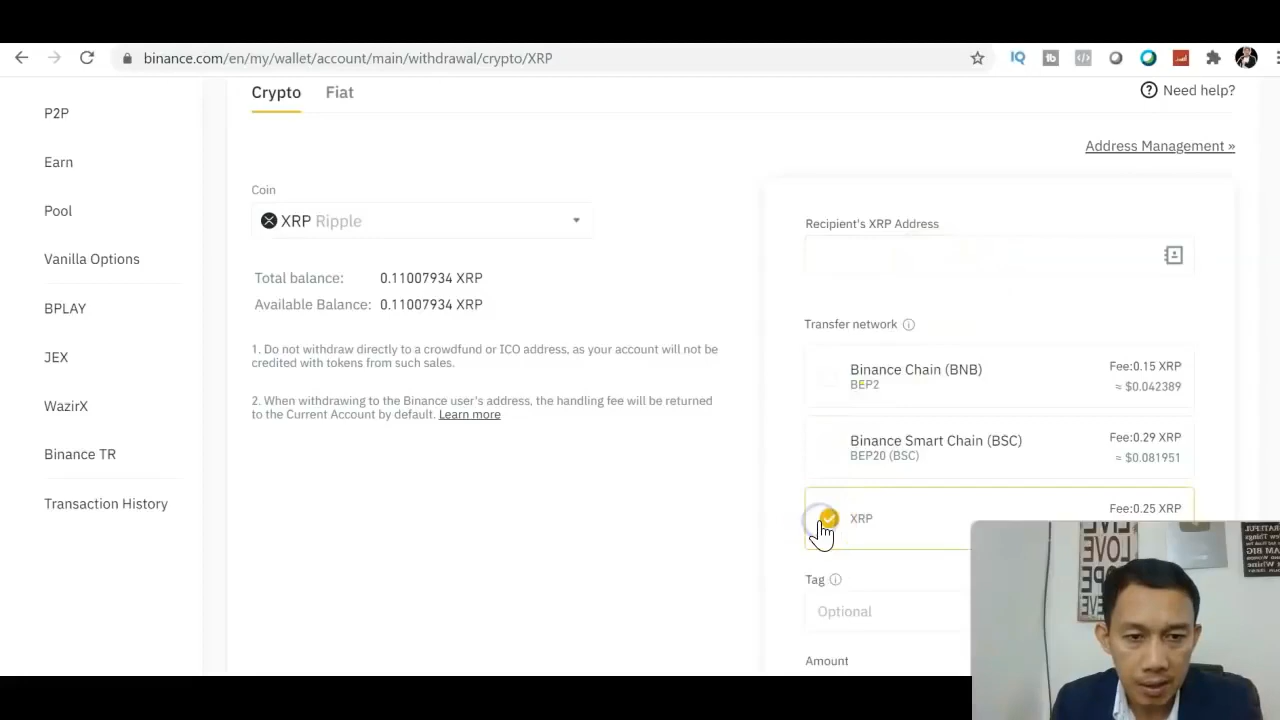 binance.com/en/my/wallet/account/main/withdrawal/crypto/XRP
IQ
tb
P2P
Earn
Pool
Vanilla Options
BPLAY
JEX
WazirX
Binance TR
Transaction History
Crypto Fiat
Need help?
Address Management »
Coin
XRP Ripple
Total balance: 0.11007934 XRP
Available Balance: 0.11007934 XRP
1. Do not withdraw directly to a crowdfund or ICO address, as your account will not be
credited with tokens from such sales.
2. When withdrawing to the Binance user's address, the handling fee will be returned
to the Current Account by default. Learn more
Recipient's XRP Address
Transfer network
Binance Chain (BNB) Fee:0.15 XRP
BEP2 ≈ $0.042389
Binance Smart Chain (BSC) Fee:0.29 XRP
BEP20 (BSC) ≈ $0.081951
XRP Fee:0.25 XRP
Tag
Optional
Amount
LIVE
LOVE